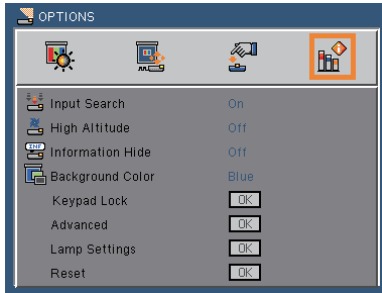 OPTIONS
Input Search On
High Altitude Off
INF Information Hide Off
Background Color Blue
Keypad Lock OK
Advanced OK
Lamp Settings OK
Reset OK